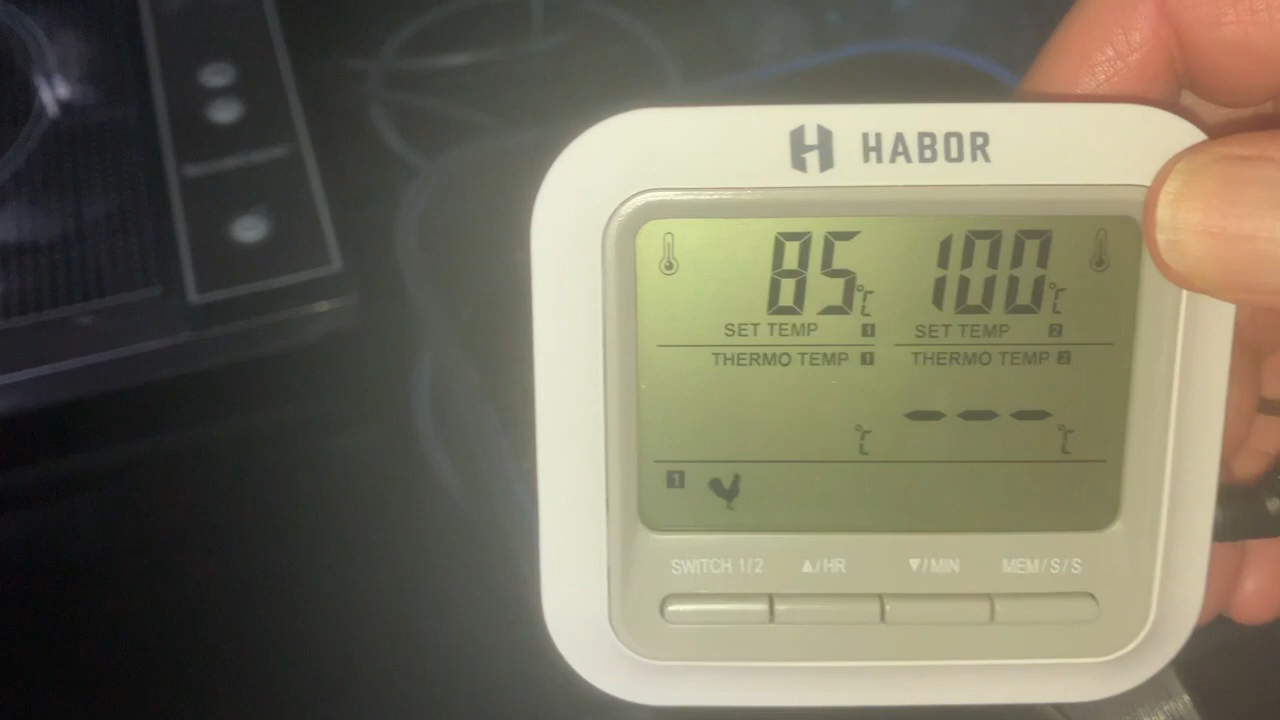 HABOR
85°C 100°C
SET TEMP 1 SET TEMP 2
THERMO TEMP 1 THERMO TEMP 2
---
°C °C
1
SWITCH 1/2 ▲/HR ▼/MIN MEM/S/S